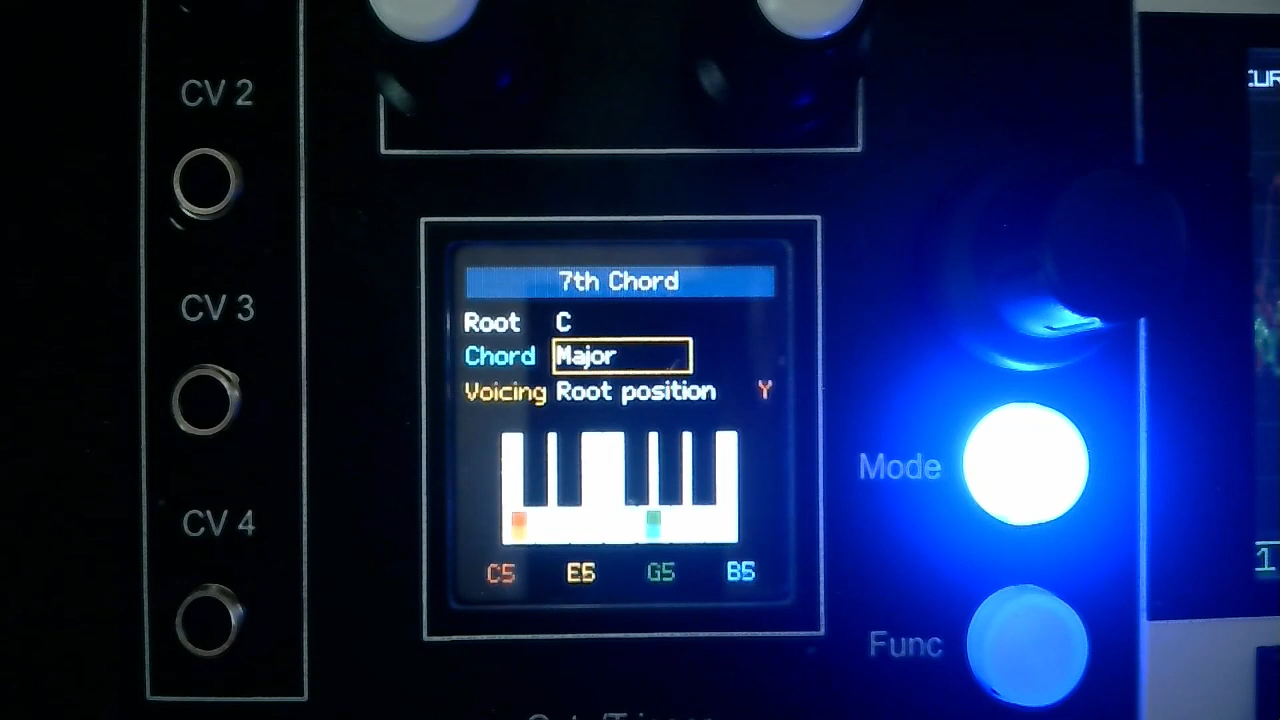 CV 2
CV 3
CV 4
7th Chord
Root C
Chord Major
Voicing Root position Y
C5 E5 G5 B5
Mode
Func
1